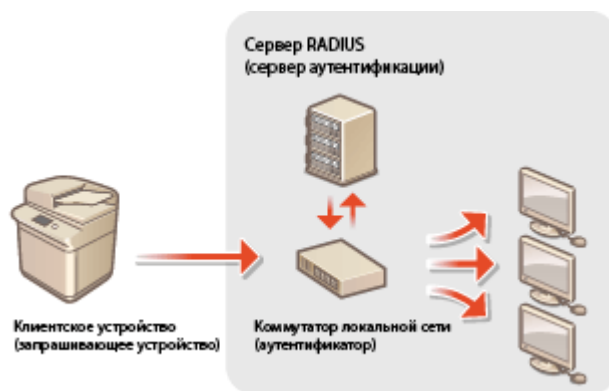 Сервер RADIUS
(сервер аутентификации)
Клиентское устройство
(запрашивающее устройство)
Коммутатор локальной сети
(аутентификатор)